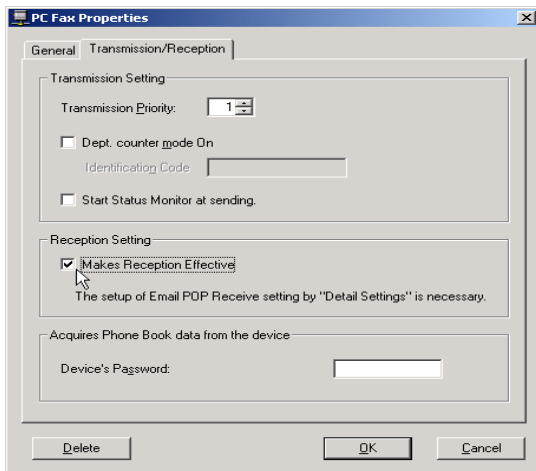 PC Fax Properties
General Transmission/Reception
Transmission Setting
Transmission Priority: 1
Dept. counter mode On
Identification Code
Start Status Monitor at sending.
Reception Setting
Makes Reception Effective
The setup of Email POP Receive setting by "Detail Settings" is necessary.
Acquires Phone Book data from the device
Device's Password:
Delete OK Cancel